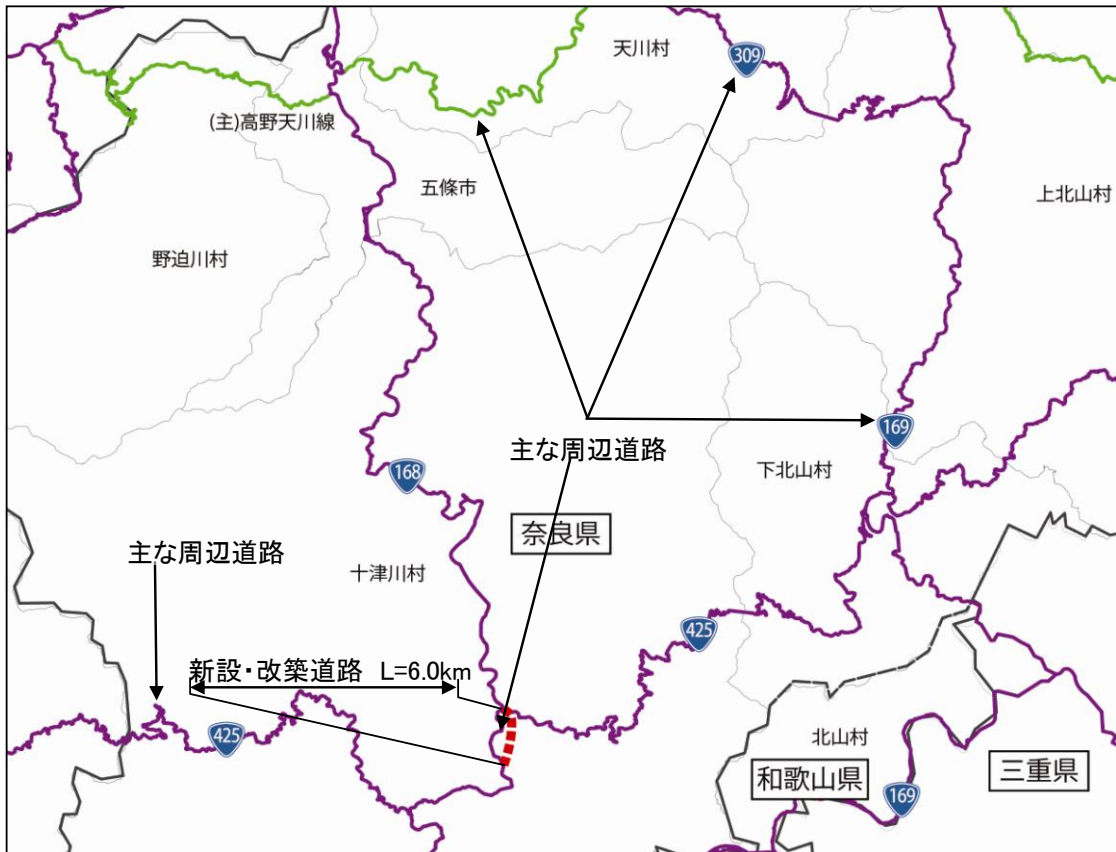 天川村
309
(主)高野天川線
五條市
上北山村
野迫川村
169
主な周辺道路
下北山村
168
奈良県
主な周辺道路
十津川村
425
新設・改築道路 L=6.0km
425
北山村
和歌山県
三重県
169